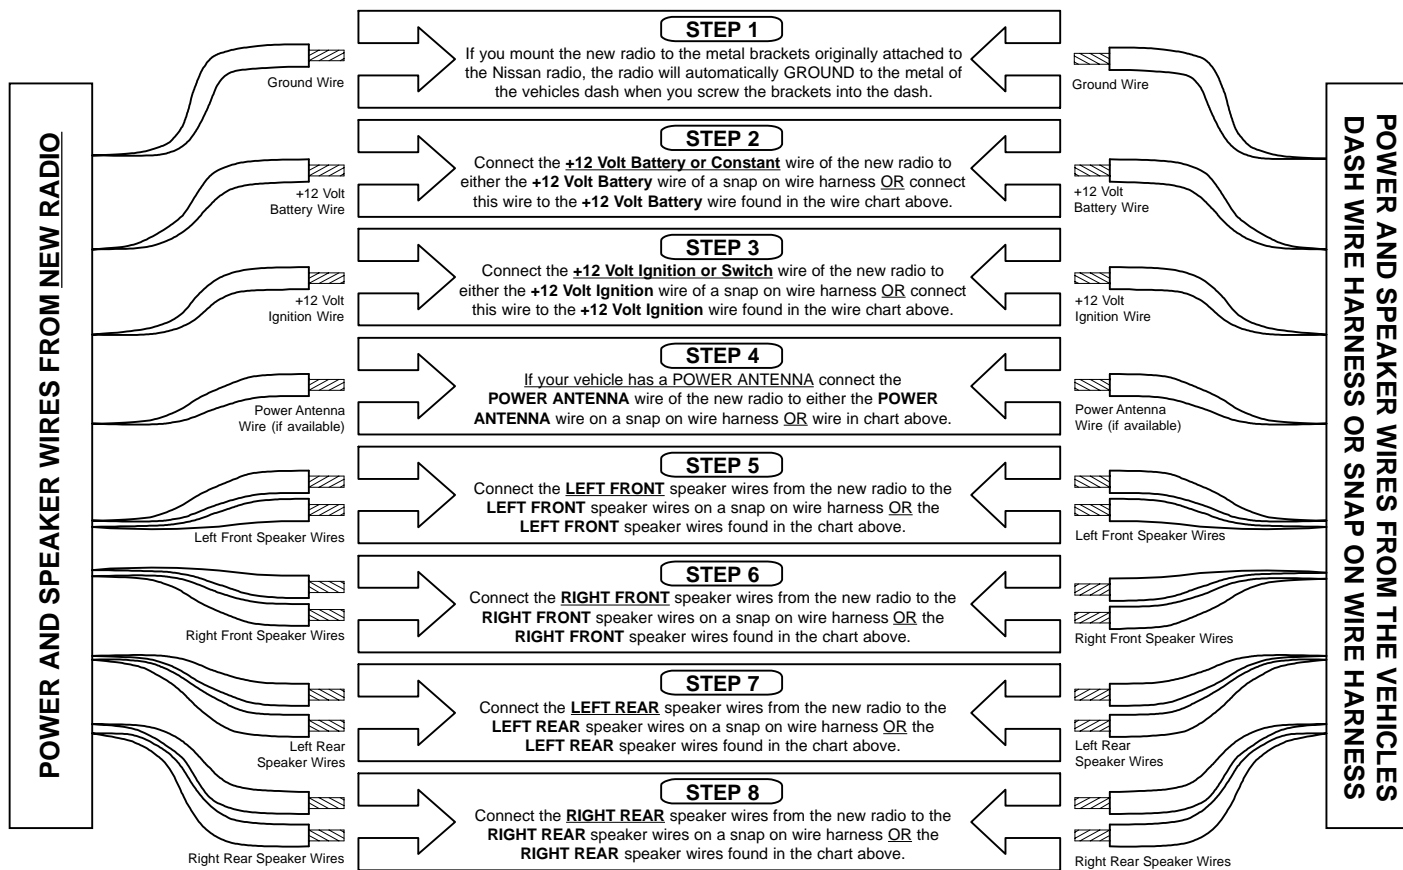 POWER AND SPEAKER WIRES FROM NEW RADIO
Ground Wire
+12 Volt
Battery Wire
+12 Volt
Ignition Wire
Power Antenna
Wire (if available)
Left Front Speaker Wires
Right Front Speaker Wires
Left Rear
Speaker Wires
Right Rear Speaker Wires
STEP 1
If you mount the new radio to the metal brackets originally attached to
the Nissan radio, the radio will automatically GROUND to the metal of
the vehicles dash when you screw the brackets into the dash.
STEP 2
Connect the +12 Volt Battery or Constant wire of the new radio to
either the +12 Volt Battery wire of a snap on wire harness OR connect
this wire to the +12 Volt Battery wire found in the wire chart above.
STEP 3
Connect the +12 Volt Ignition or Switch wire of the new radio to
either the +12 Volt Ignition wire of a snap on wire harness OR connect
this wire to the +12 Volt Ignition wire found in the wire chart above.
STEP 4
If your vehicle has a POWER ANTENNA connect the
POWER ANTENNA wire of the new radio to either the POWER
ANTENNA wire on a snap on wire harness OR wire in chart above.
STEP 5
Connect the LEFT FRONT speaker wires from the new radio to the
LEFT FRONT speaker wires on a snap on wire harness OR the
LEFT FRONT speaker wires found in the chart above.
STEP 6
Connect the RIGHT FRONT speaker wires from the new radio to the
RIGHT FRONT speaker wires on a snap on wire harness OR the
RIGHT FRONT speaker wires found in the chart above.
STEP 7
Connect the LEFT REAR speaker wires from the new radio to the
LEFT REAR speaker wires on a snap on wire harness OR the
LEFT REAR speaker wires found in the chart above.
STEP 8
Connect the RIGHT REAR speaker wires from the new radio to the
RIGHT REAR speaker wires on a snap on wire harness OR the
RIGHT REAR speaker wires found in the chart above.
Ground Wire
+12 Volt
Battery Wire
+12 Volt
Ignition Wire
Power Antenna
Wire (if available)
Left Front Speaker Wires
Right Front Speaker Wires
Left Rear
Speaker Wires
Right Rear Speaker Wires
POWER AND SPEAKER WIRES FROM THE VEHICLES
DASH WIRE HARNESS OR SNAP ON WIRE HARNESS